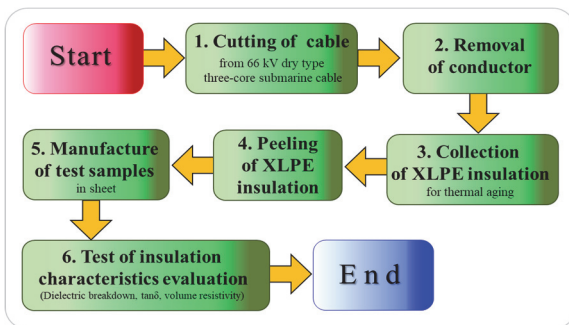 Start
1. Cutting of cable
from 66 kV dry type
three-core submarine cable
2. Removal
of conductor
3. Collection
of XLPE insulation
for thermal aging
4. Peeling
of XLPE
insulation
5. Manufacture
of test samples
in sheet
6. Test of insulation
characteristics evaluation
(Dielectric breakdown, tanδ, volume resistivity)
End